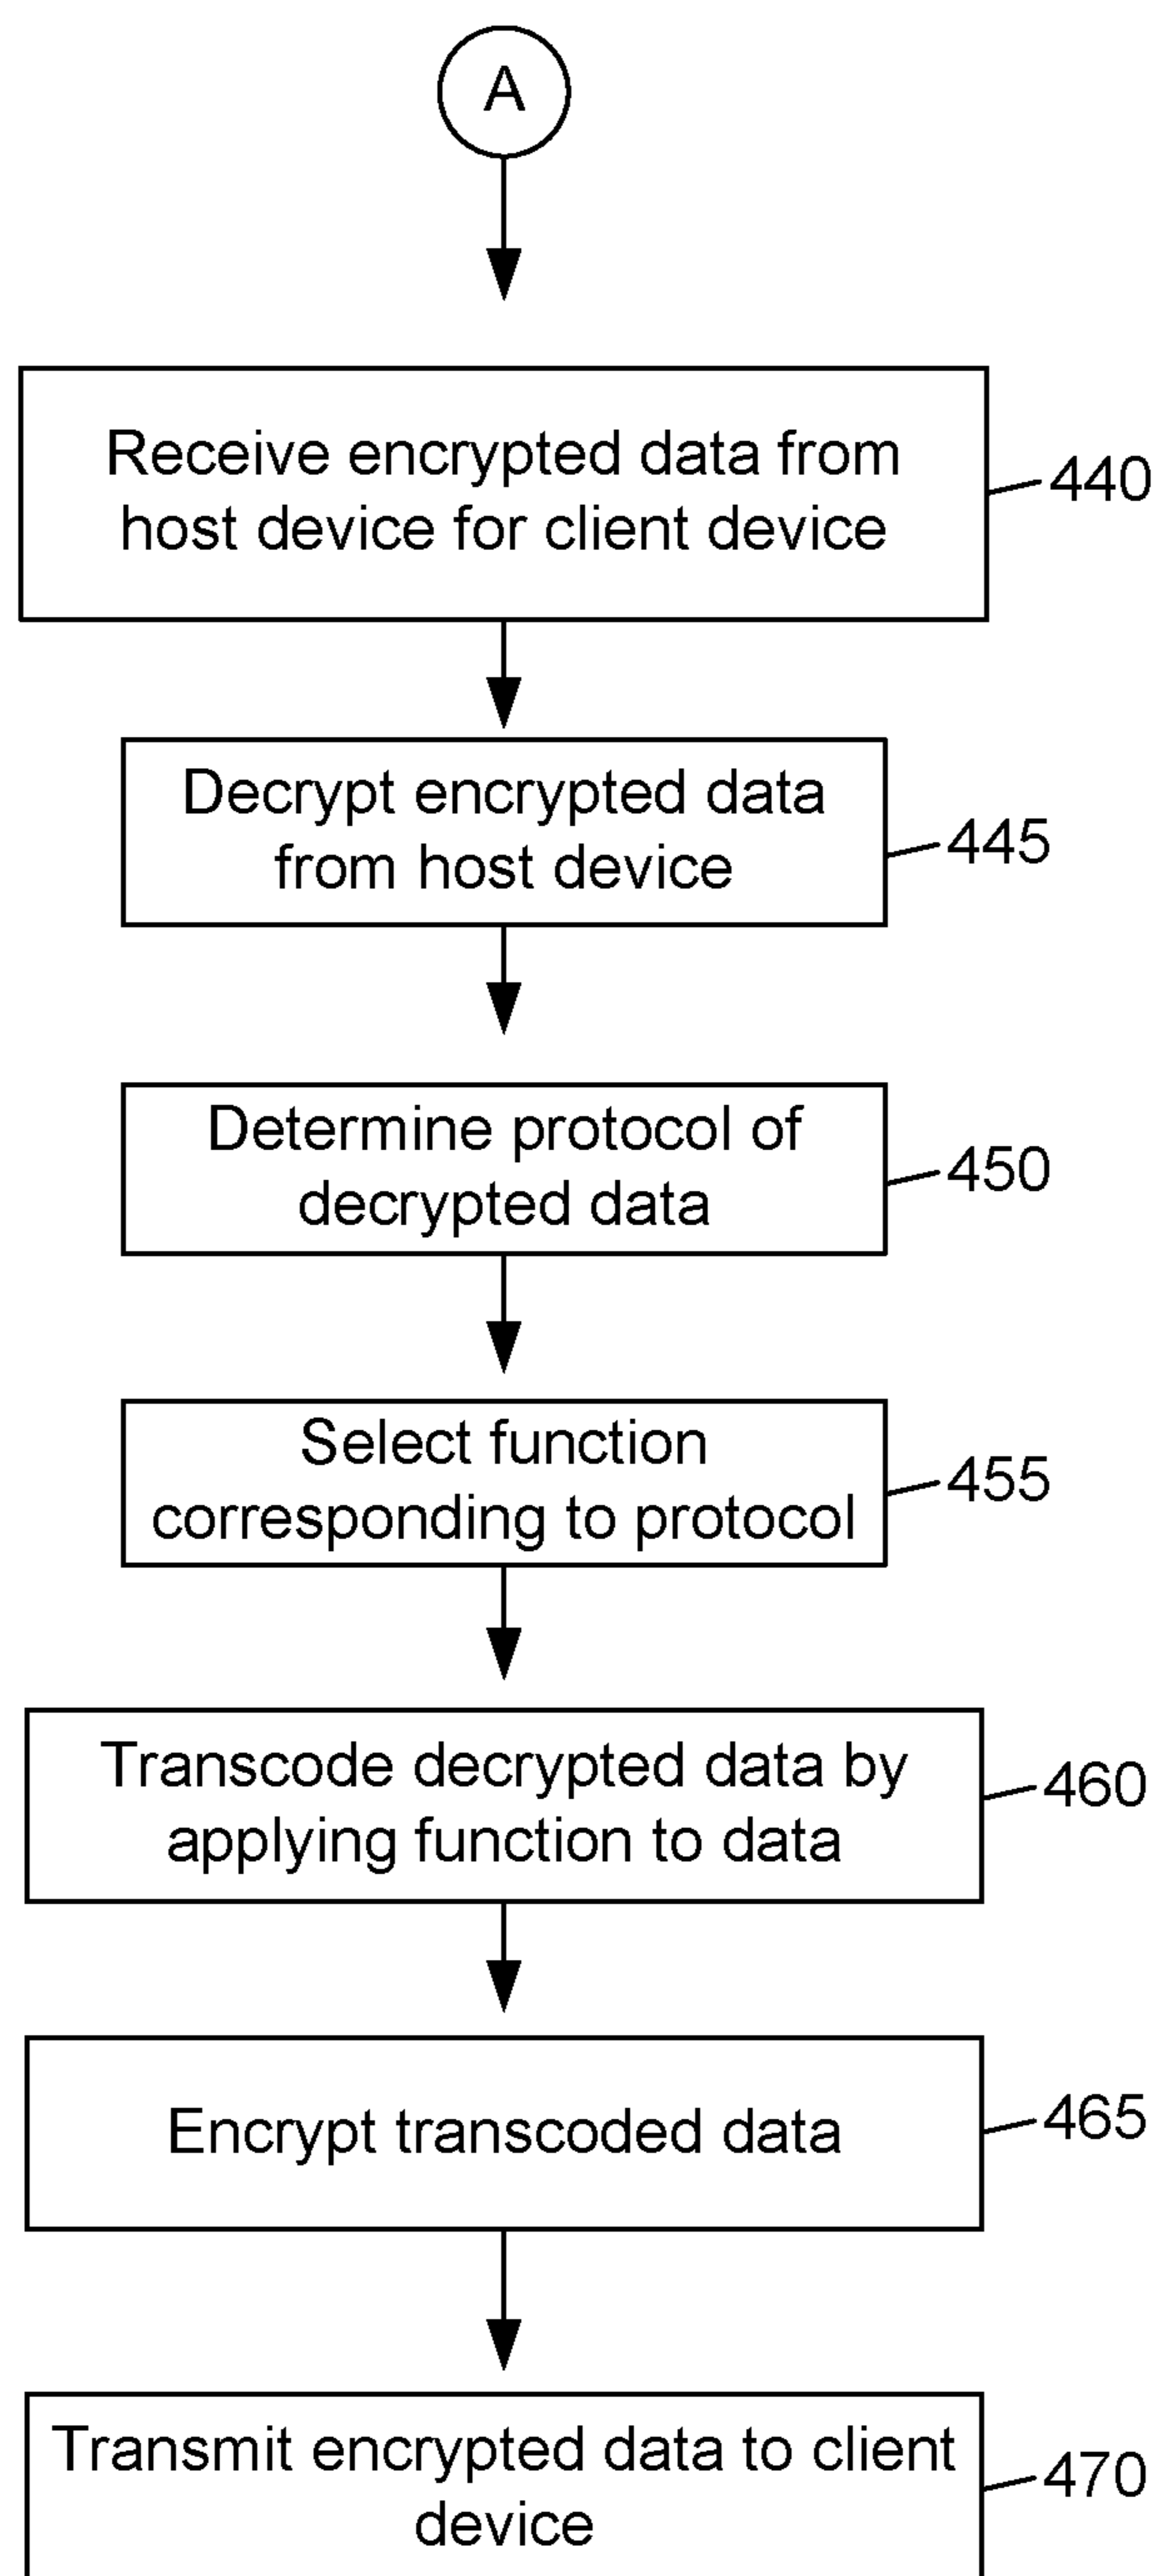 A
Receive encrypted data from
host device for client device
440
Decrypt encrypted data
from host device
445
Determine protocol of
decrypted data
450
Select function
corresponding to protocol
455
Transcode decrypted data by
applying function to data
460
Encrypt transcoded data
465
Transmit encrypted data to client
device
470